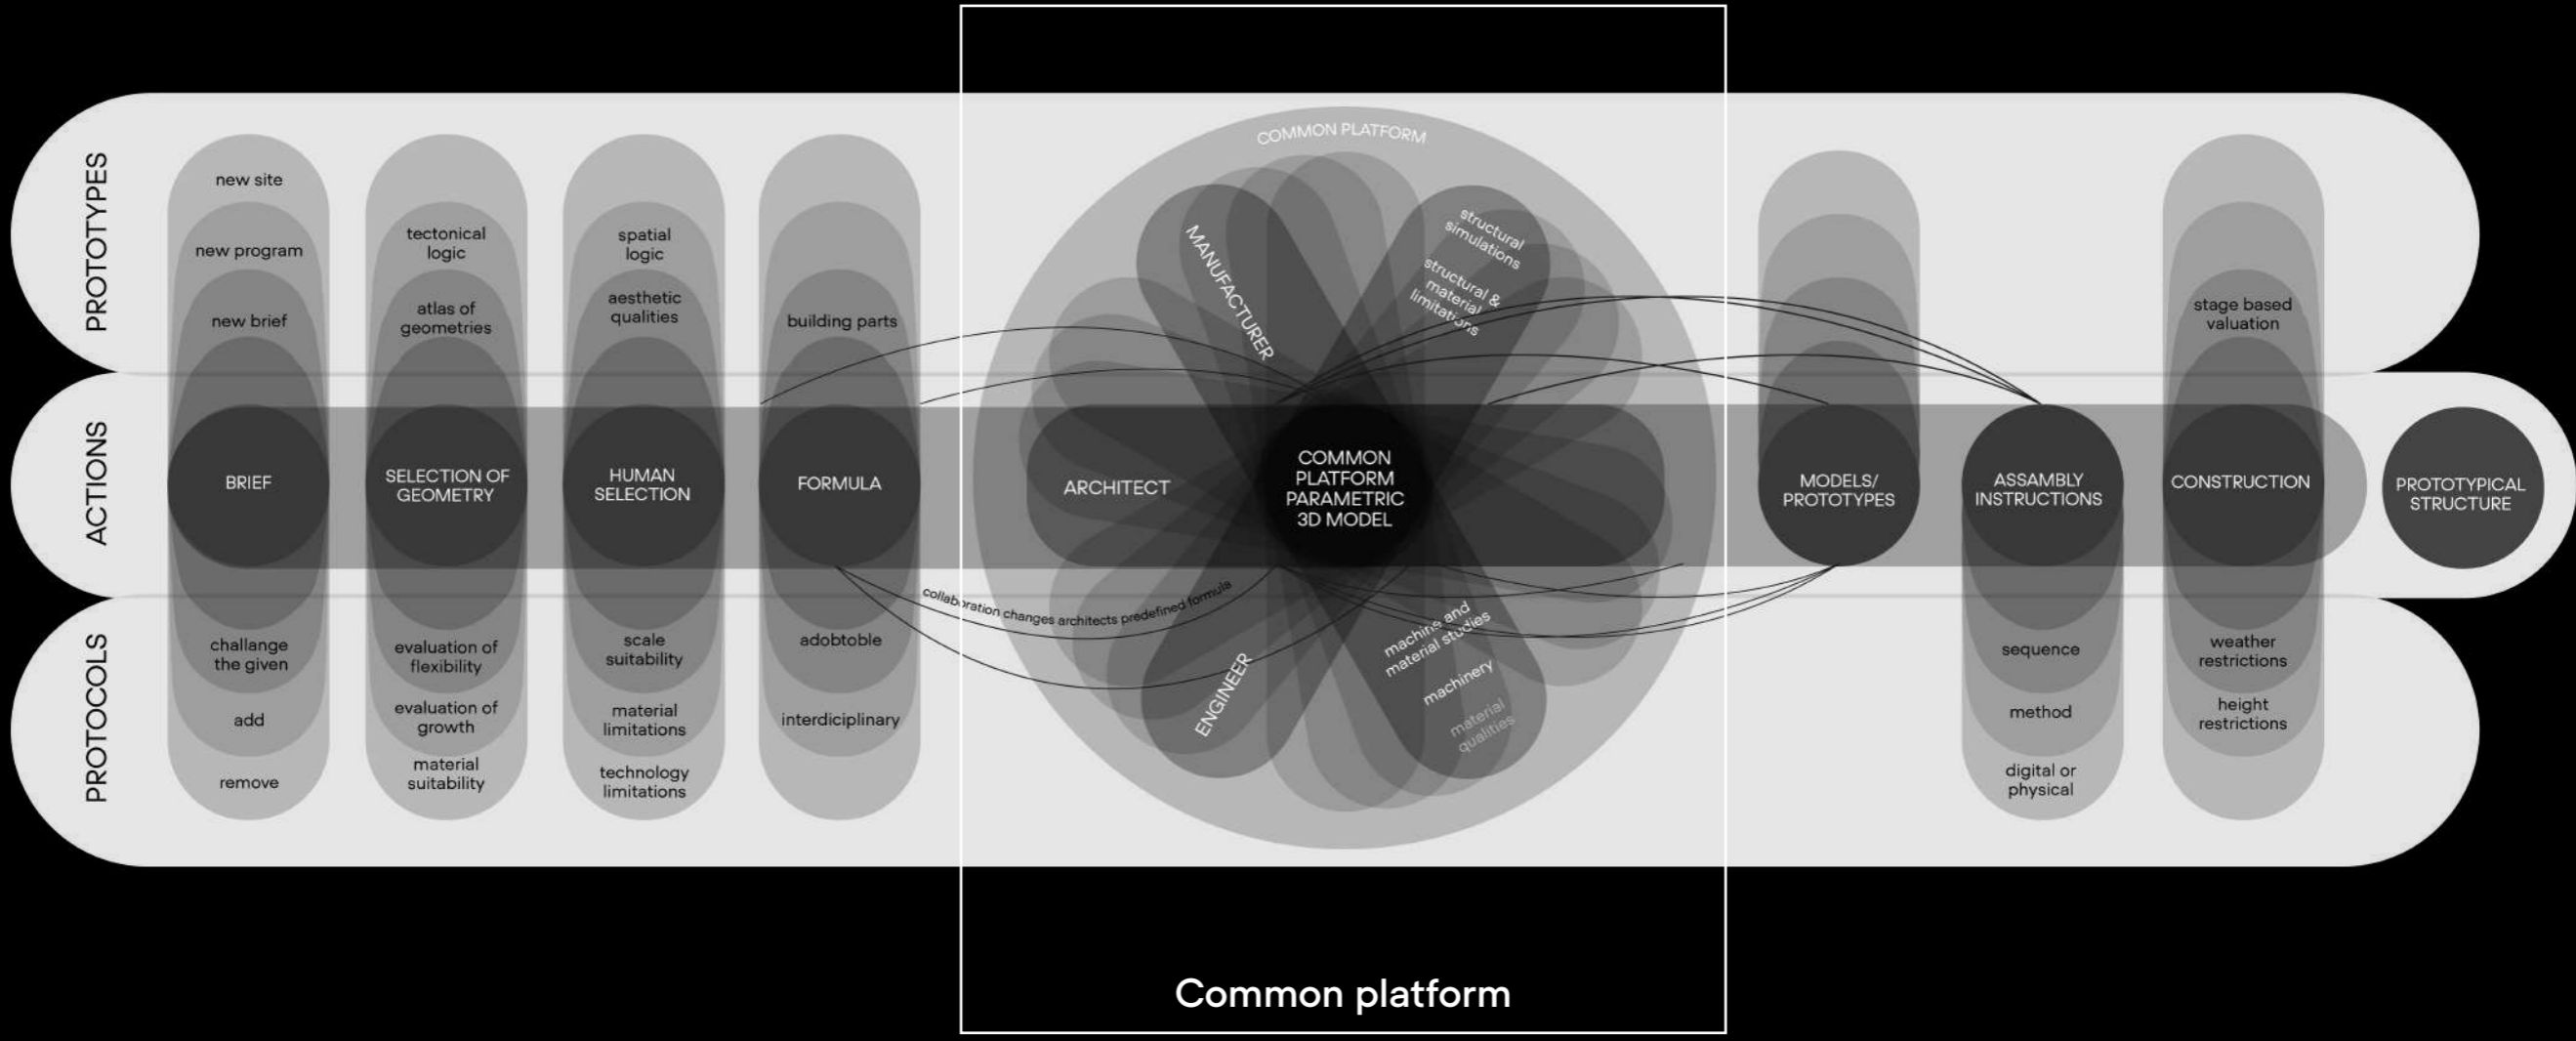 PROTOTYPES
new site
new program
new brief
tectonical
logic
atlas of
geometries
spatial
logic
aesthetic
qualities
building parts
COMMON PLATFORM
MANUFACTURER
structural
simulations
structural &
material
limitations
stage based
valuation
ACTIONS
BRIEF
SELECTION OF
GEOMETRY
HUMAN
SELECTION
FORMULA
ARCHITECT
COMMON
PLATFORM
PARAMETRIC
3D MODEL
MODELS/
PROTOTYPES
ASSAMBLY
INSTRUCTIONS
CONSTRUCTION
PROTOTYPICAL
STRUCTURE
PROTOCOLS
challange
the given
add
remove
evaluation of
flexibility
evaluation of
growth
material
suitability
scale
suitability
material
limitations
technology
limitations
adobtoble
interdiciplinary
collaboration changes architects predefined formula
ENGINEER
machine and
material studies
machinery
material
qualities
sequence
method
digital or
physical
weather
restrictions
height
restrictions
Common platform